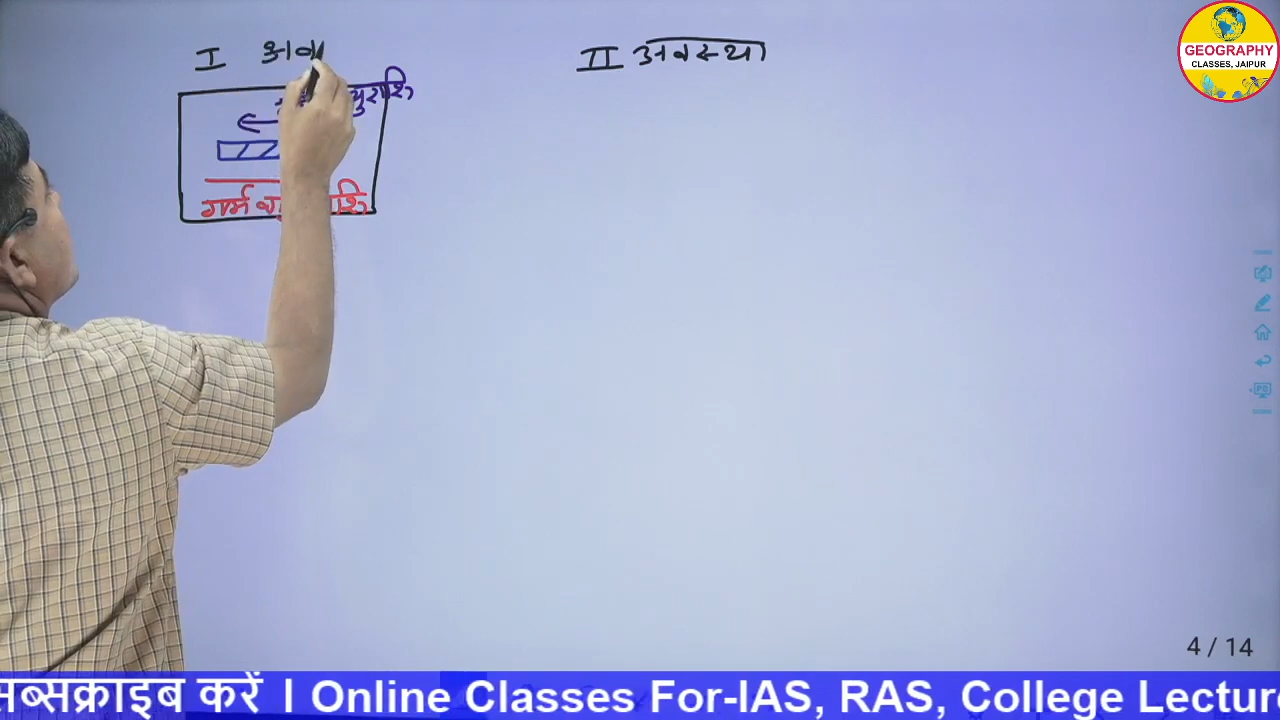 I अव
II अवस्था
गर्म
GEOGRAPHY
CLASSES, JAIPUR
4 / 14
सब्सक्राइब करें । Online Classes For-IAS, RAS, College Lectur